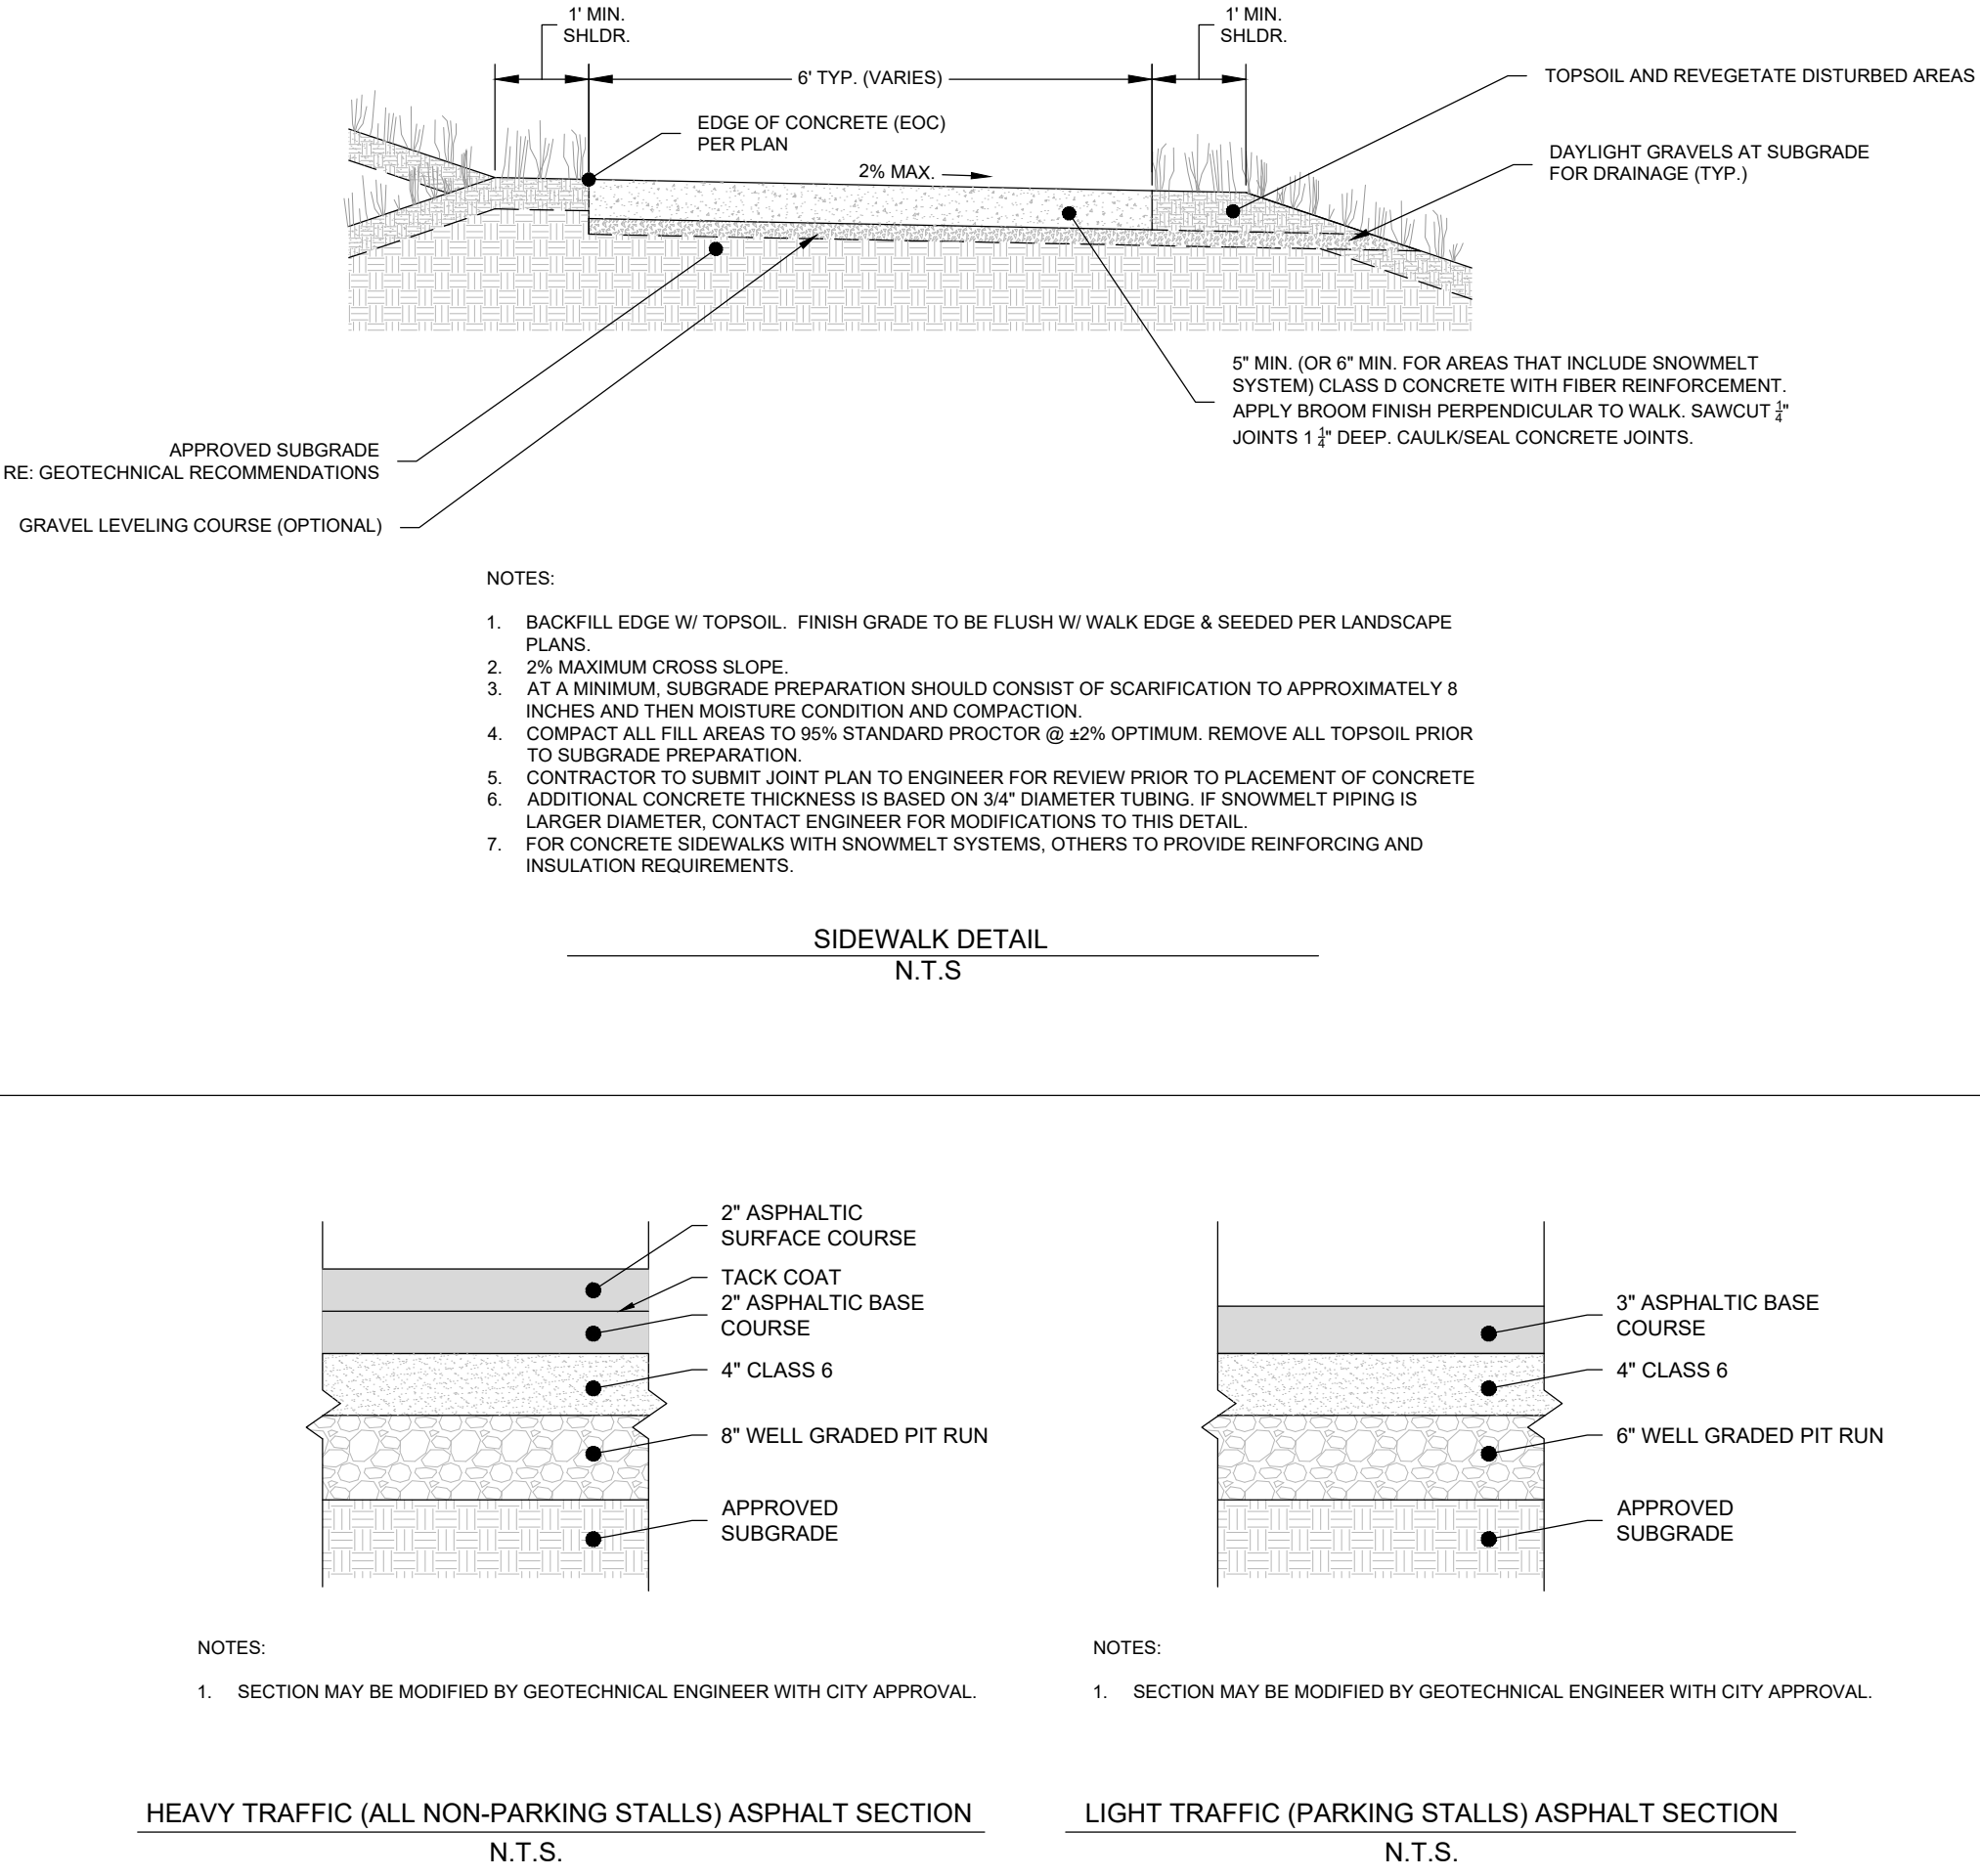 1' MIN.
SHLDR.
1' MIN.
SHLDR.
6' TYP. (VARIES)
TOPSOIL AND REVEGETATE DISTURBED AREAS
EDGE OF CONCRETE (EOC)
PER PLAN
2% MAX.
DAYLIGHT GRAVELS AT SUBGRADE
FOR DRAINAGE (TYP.)
5" MIN. (OR 6" MIN. FOR AREAS THAT INCLUDE SNOWMELT
SYSTEM) CLASS D CONCRETE WITH FIBER REINFORCEMENT.
APPLY BROOM FINISH PERPENDICULAR TO WALK. SAWCUT 1/4"
JOINTS 1 1/4" DEEP. CAULK/SEAL CONCRETE JOINTS.
APPROVED SUBGRADE
RE: GEOTECHNICAL RECOMMENDATIONS
GRAVEL LEVELING COURSE (OPTIONAL)
NOTES:
1. BACKFILL EDGE W/ TOPSOIL. FINISH GRADE TO BE FLUSH W/ WALK EDGE & SEEDED PER LANDSCAPE
PLANS.
2. 2% MAXIMUM CROSS SLOPE.
3. AT A MINIMUM, SUBGRADE PREPARATION SHOULD CONSIST OF SCARIFICATION TO APPROXIMATELY 8
INCHES AND THEN MOISTURE CONDITION AND COMPACTION.
4. COMPACT ALL FILL AREAS TO 95% STANDARD PROCTOR @ ±2% OPTIMUM. REMOVE ALL TOPSOIL PRIOR
TO SUBGRADE PREPARATION.
5. CONTRACTOR TO SUBMIT JOINT PLAN TO ENGINEER FOR REVIEW PRIOR TO PLACEMENT OF CONCRETE
6. ADDITIONAL CONCRETE THICKNESS IS BASED ON 3/4" DIAMETER TUBING. IF SNOWMELT PIPING IS
LARGER DIAMETER, CONTACT ENGINEER FOR MODIFICATIONS TO THIS DETAIL.
7. FOR CONCRETE SIDEWALKS WITH SNOWMELT SYSTEMS, OTHERS TO PROVIDE REINFORCING AND
INSULATION REQUIREMENTS.
SIDEWALK DETAIL
N.T.S
2" ASPHALTIC
SURFACE COURSE
TACK COAT
2" ASPHALTIC BASE
COURSE
4" CLASS 6
8" WELL GRADED PIT RUN
APPROVED
SUBGRADE
NOTES:
1. SECTION MAY BE MODIFIED BY GEOTECHNICAL ENGINEER WITH CITY APPROVAL.
HEAVY TRAFFIC (ALL NON-PARKING STALLS) ASPHALT SECTION
N.T.S.
3" ASPHALTIC BASE
COURSE
4" CLASS 6
6" WELL GRADED PIT RUN
APPROVED
SUBGRADE
NOTES:
1. SECTION MAY BE MODIFIED BY GEOTECHNICAL ENGINEER WITH CITY APPROVAL.
LIGHT TRAFFIC (PARKING STALLS) ASPHALT SECTION
N.T.S.